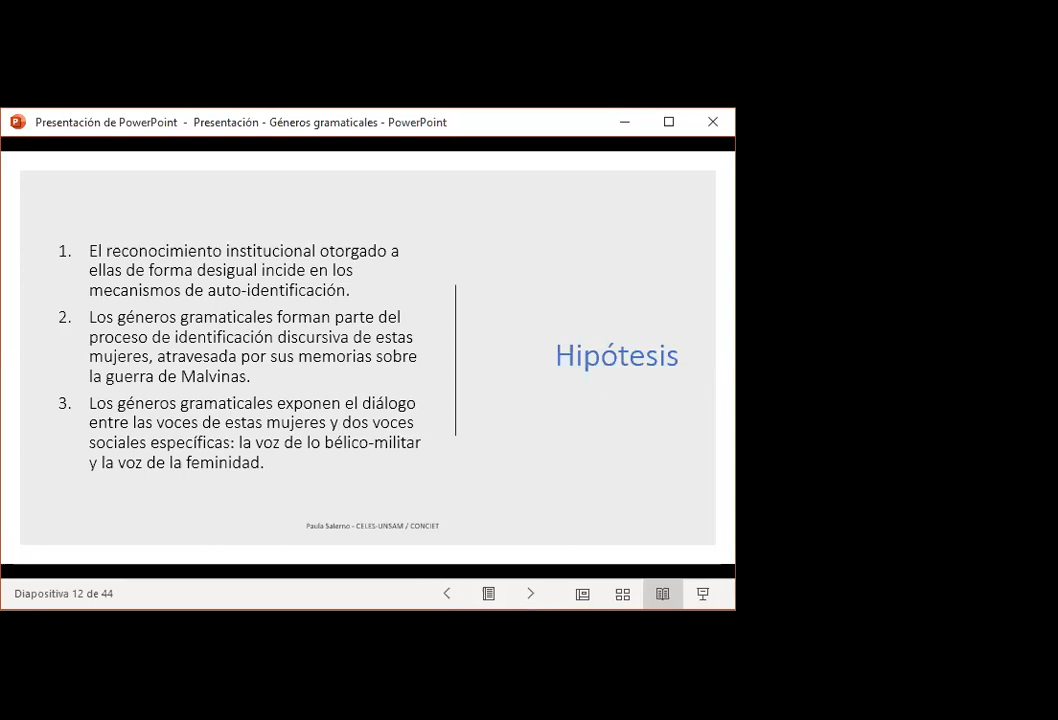 Presentación de PowerPoint - Presentación - Géneros gramaticales - PowerPoint
1. El reconocimiento institucional otorgado a
ellas de forma desigual incide en los
mecanismos de auto-identificación.
2. Los géneros gramaticales forman parte del
proceso de identificación discursiva de estas
mujeres, atravesada por sus memorias sobre
la guerra de Malvinas.
3. Los géneros gramaticales exponen el diálogo
entre las voces de estas mujeres y dos voces
sociales específicas: la voz de lo bélico-militar
y la voz de la feminidad.
Hipótesis
Paula Salerno - CELES-UNSAM / CONCIET
Diapositiva 12 de 44